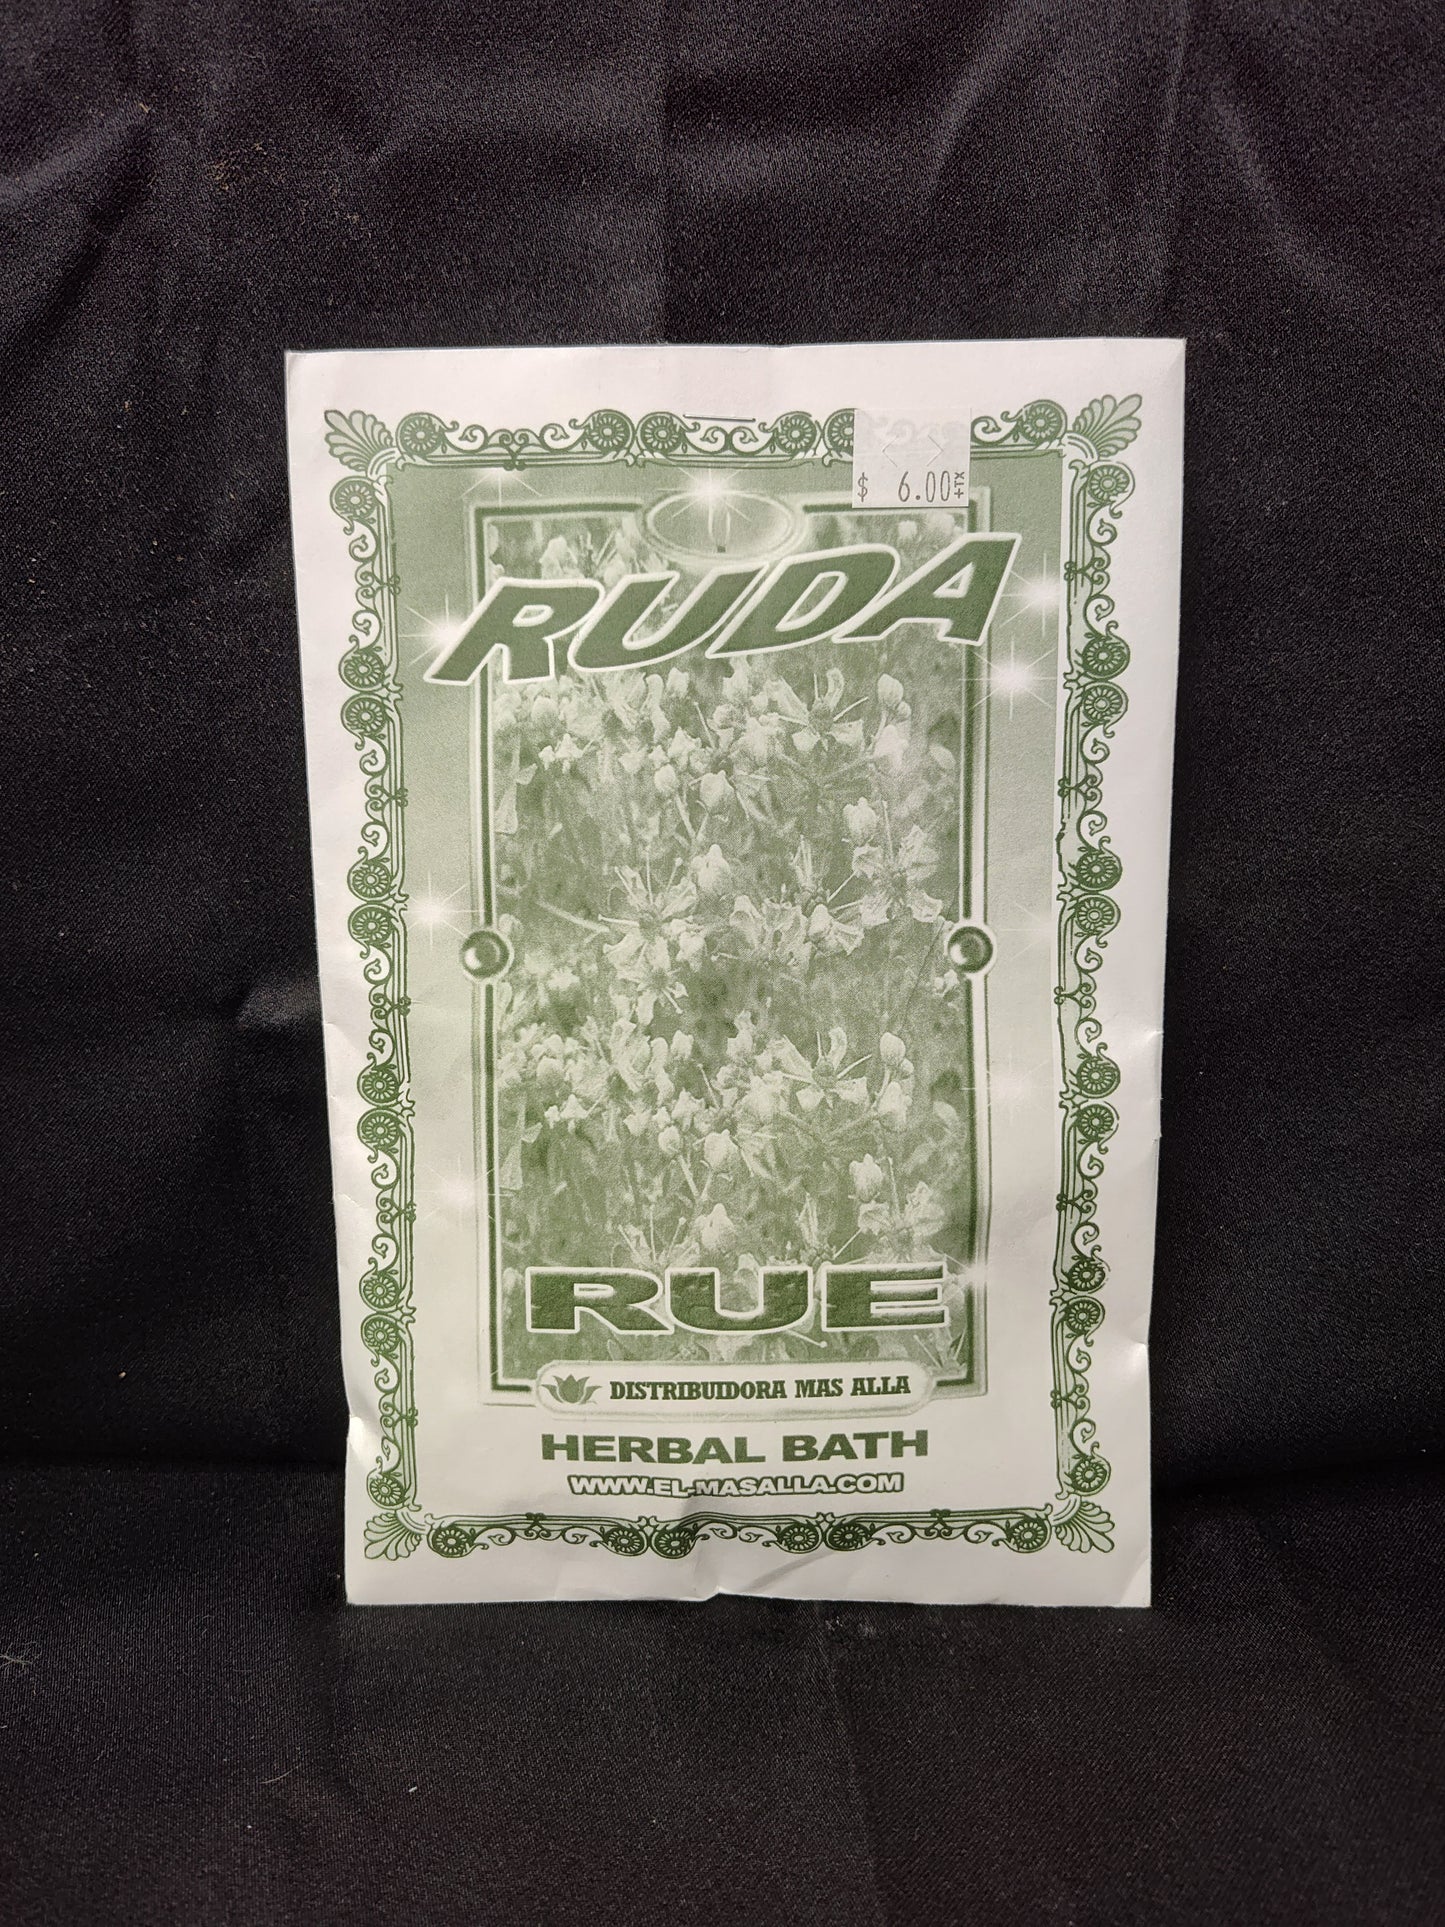 $ 6.00 +TX
RUDA
RUE
DISTRIBUIDORA MAS ALLA
HERBAL BATH
WWW.EL-MASALLA.COM